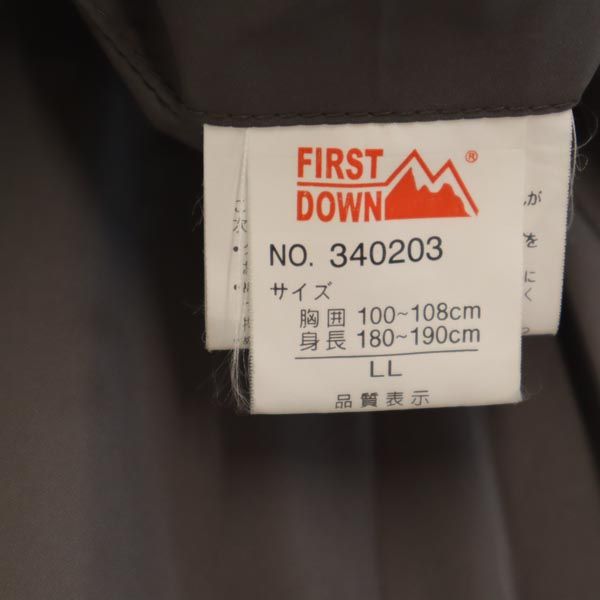 FIRST
DOWN®
NO. 340203
サイズ
胸囲 100~108cm
身長 180~190cm
LL
品質表示